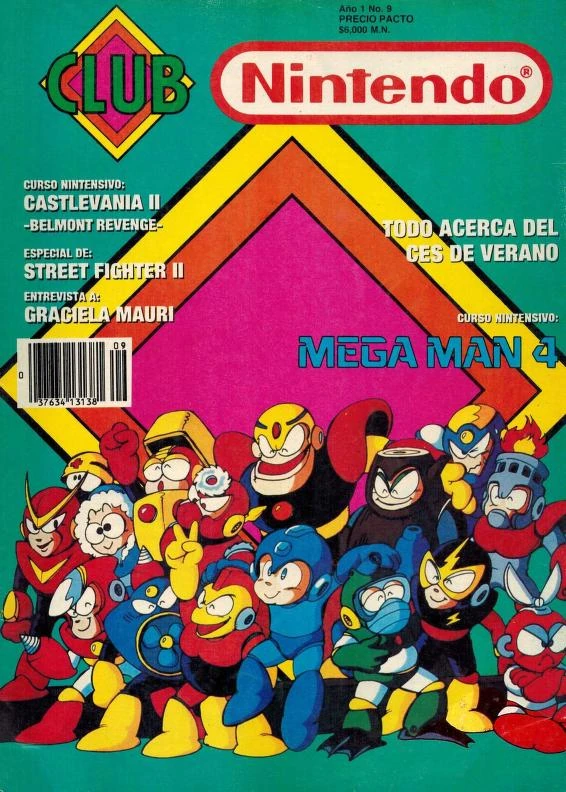 Año 1 No. 9
PRECIO PACTO
$6,000 M.N.
CLUB
Nintendo®
CURSO NINTENSIVO:
CASTLEVANIA II
-BELMONT REVENGE-
ESPECIAL DE:
STREET FIGHTER II
ENTREVISTA A:
GRACIELA MAURI
TODO ACERCA DEL
CES DE VERANO
CURSO NINTENSIVO:
MEGA MAN 4
09
0 37634 13138